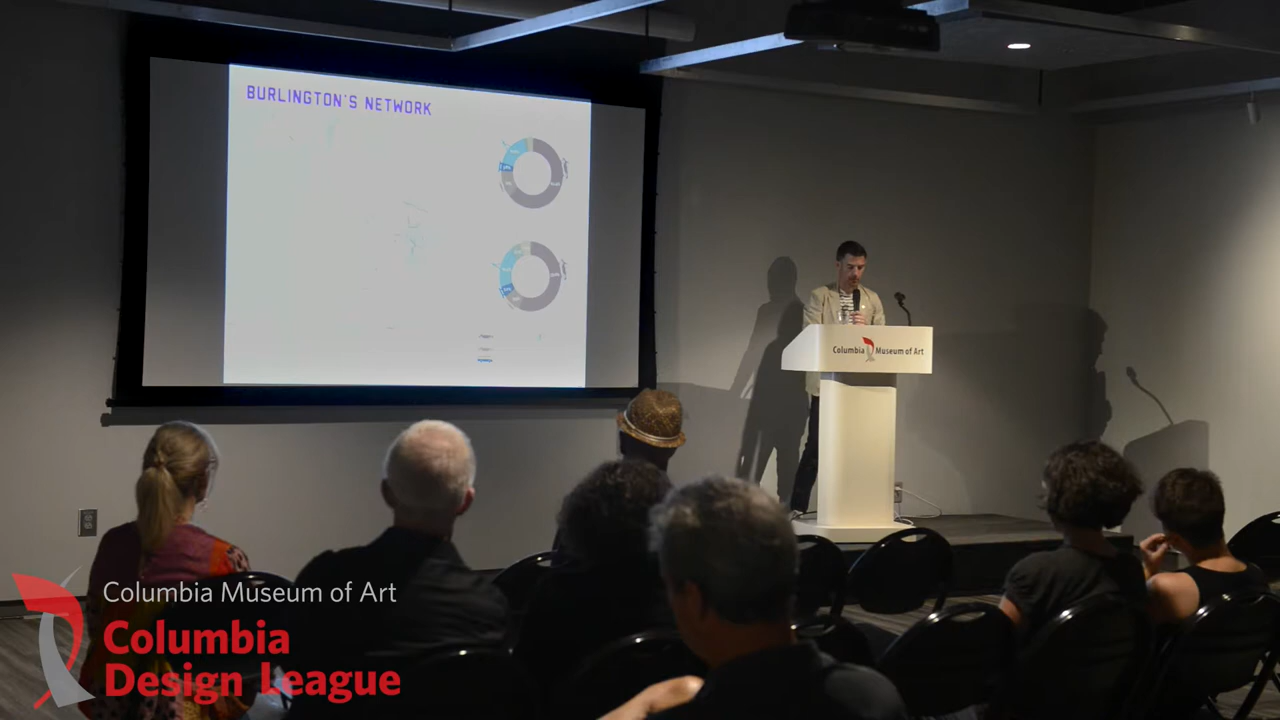 BURLINGTON'S NETWORK
Columbia Museum of Art
Columbia Museum of Art
Columbia
Design League